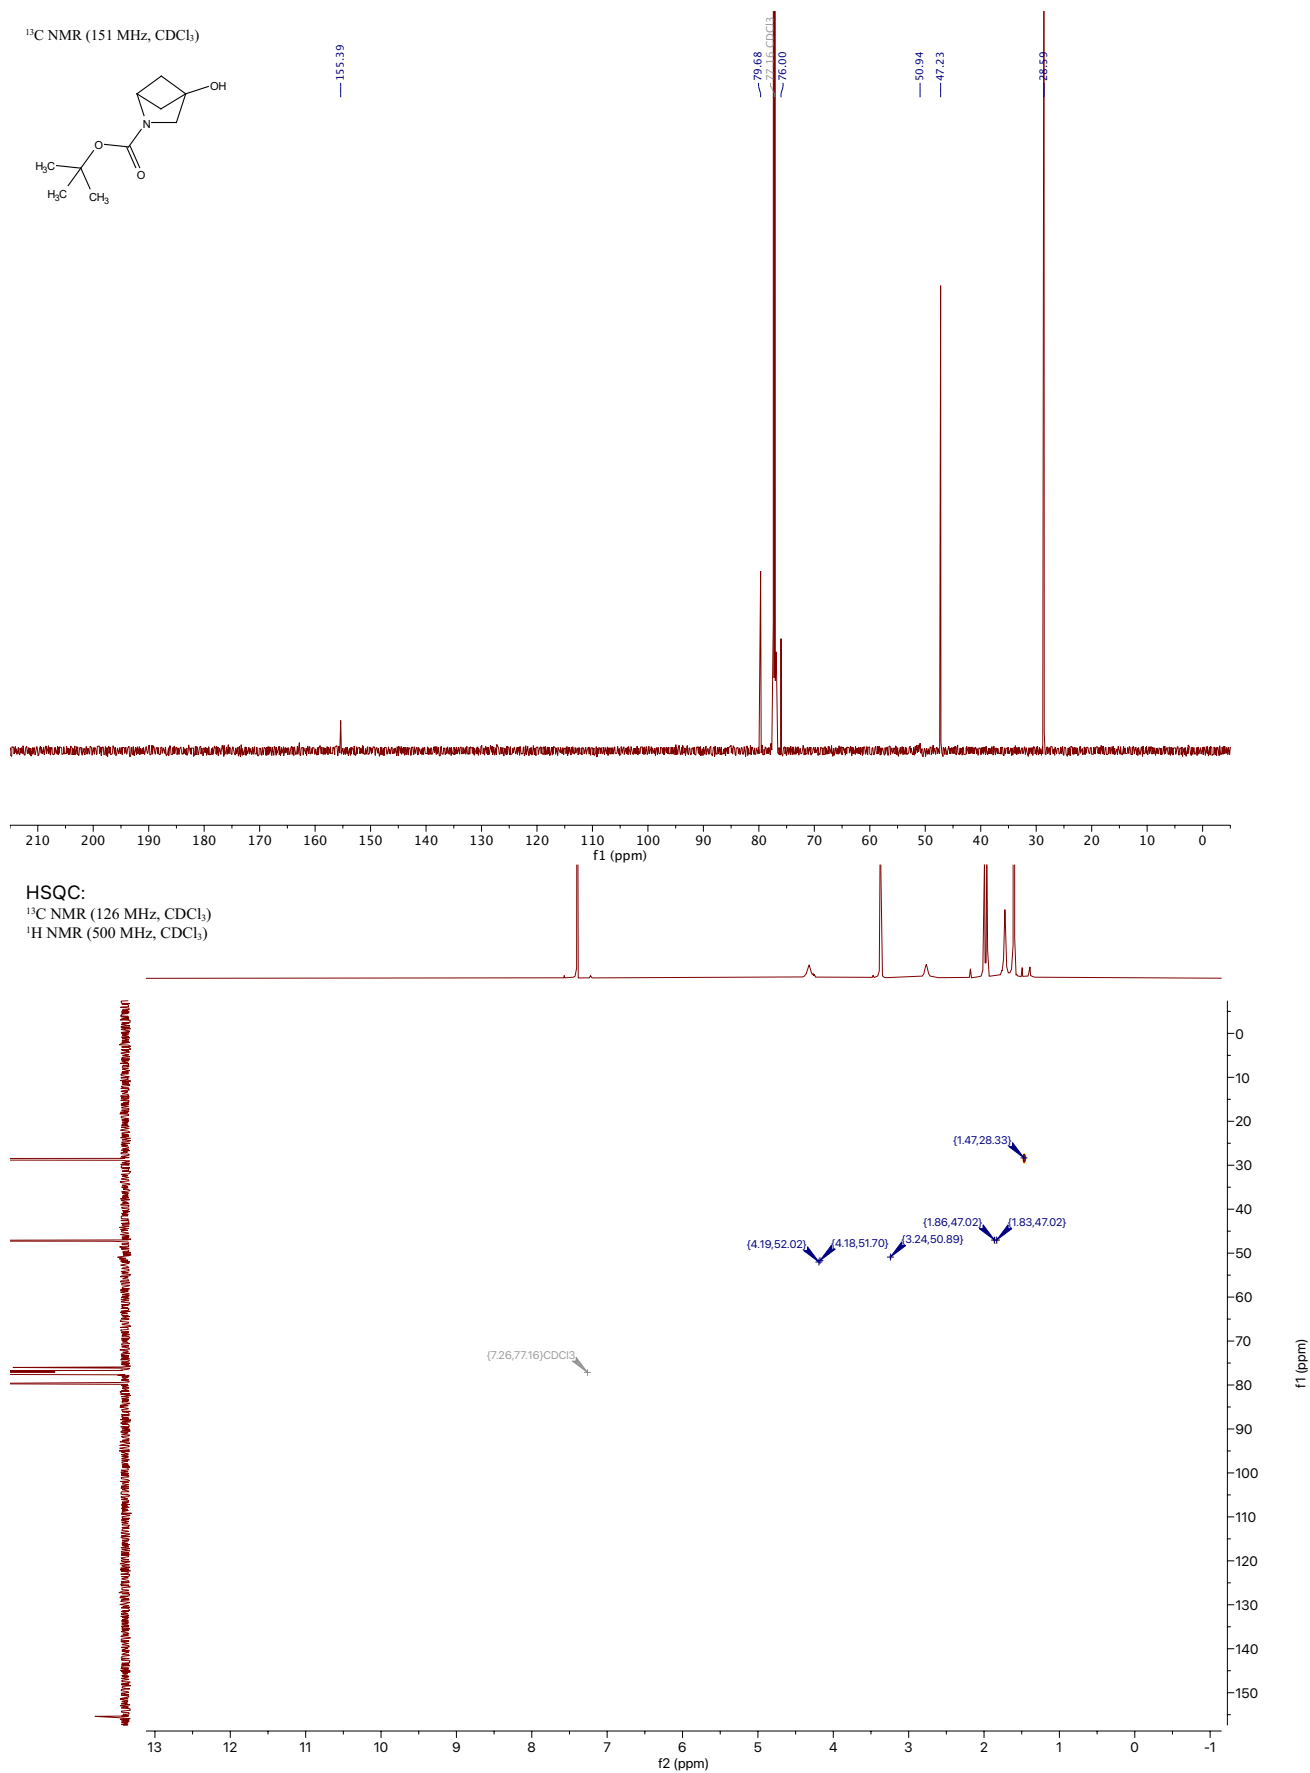 ¹³C NMR (151 MHz, CDCl₃)
155.39
79.68
77.16 CDCl3
76.00
50.94
47.23
28.59
OH
N
O
O
H₃C
H₃C
CH₃
210 200 190 180 170 160 150 140 130 120 110 100 90 80 70 60 50 40 30 20 10 0
f1 (ppm)
HSQC:
¹³C NMR (126 MHz, CDCl₃)
¹H NMR (500 MHz, CDCl₃)
0
10
20
{1.47,28.33}
30
40
{1.86,47.02} {1.83,47.02}
{4.19,52.02} {4.18,51.70} {3.24,50.89}
50
60
70
{7.26,77.16}CDCl3
80
f1 (ppm)
90
100
110
120
130
140
150
13 12 11 10 9 8 7 6 5 4 3 2 1 0 -1
f2 (ppm)